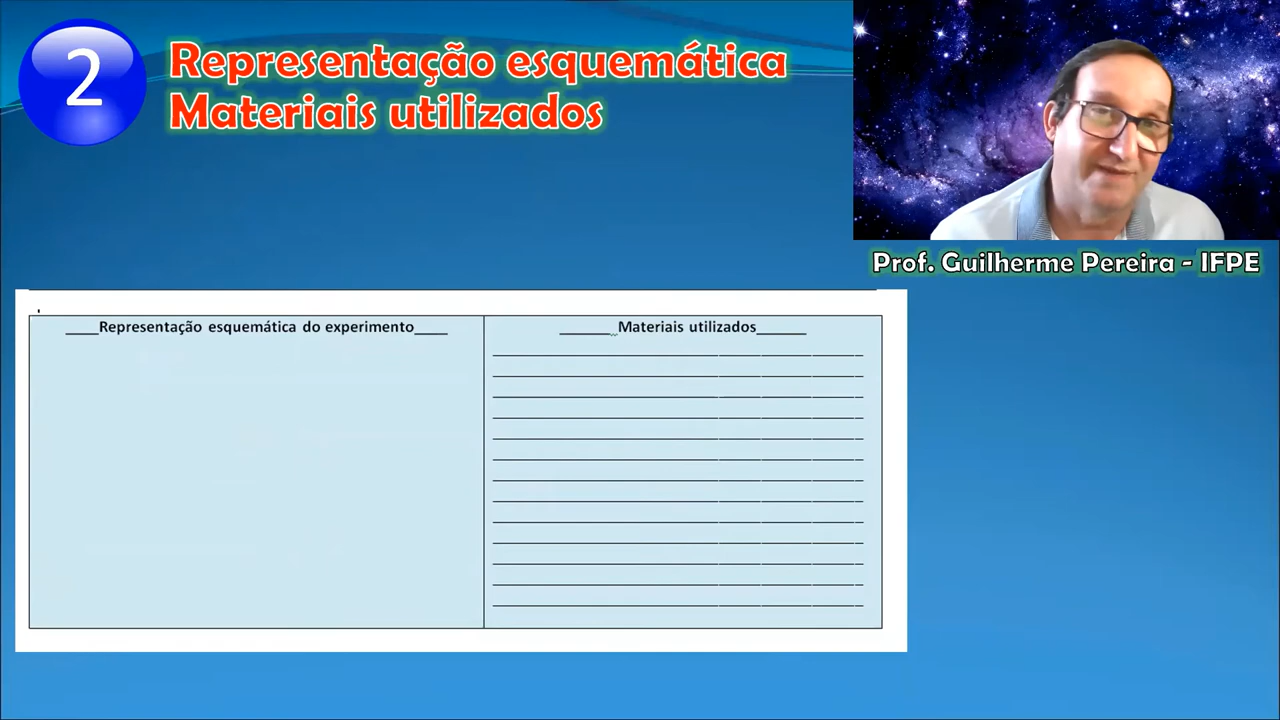 2
Representação esquemática
Materiais utilizados
Prof. Guilherme Pereira - IFPE
____Representação esquemática do experimento____
______Materiais utilizados______